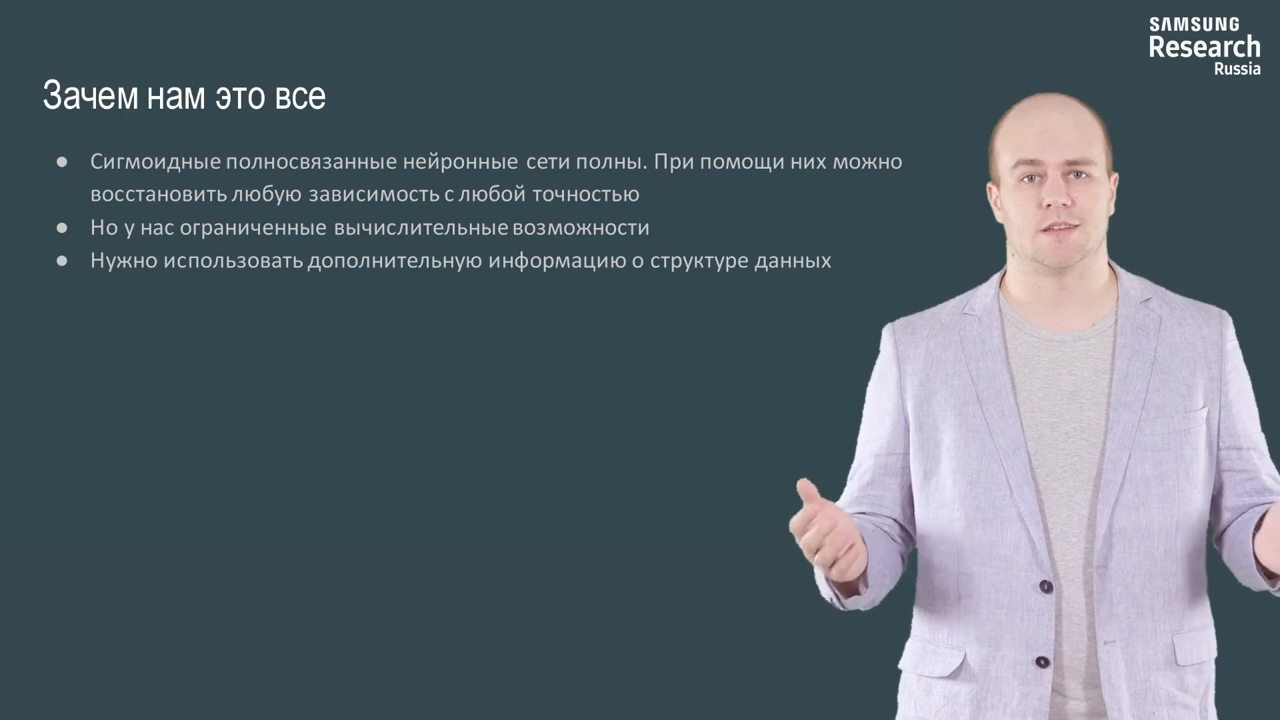 SAMSUNG
Research
Russia
Зачем нам это все
● Сигмоидные полносвязанные нейронные сети полны. При помощи них можно
восстановить любую зависимость с любой точностью
● Но у нас ограниченные вычислительные возможности
● Нужно использовать дополнительную информацию о структуре данных